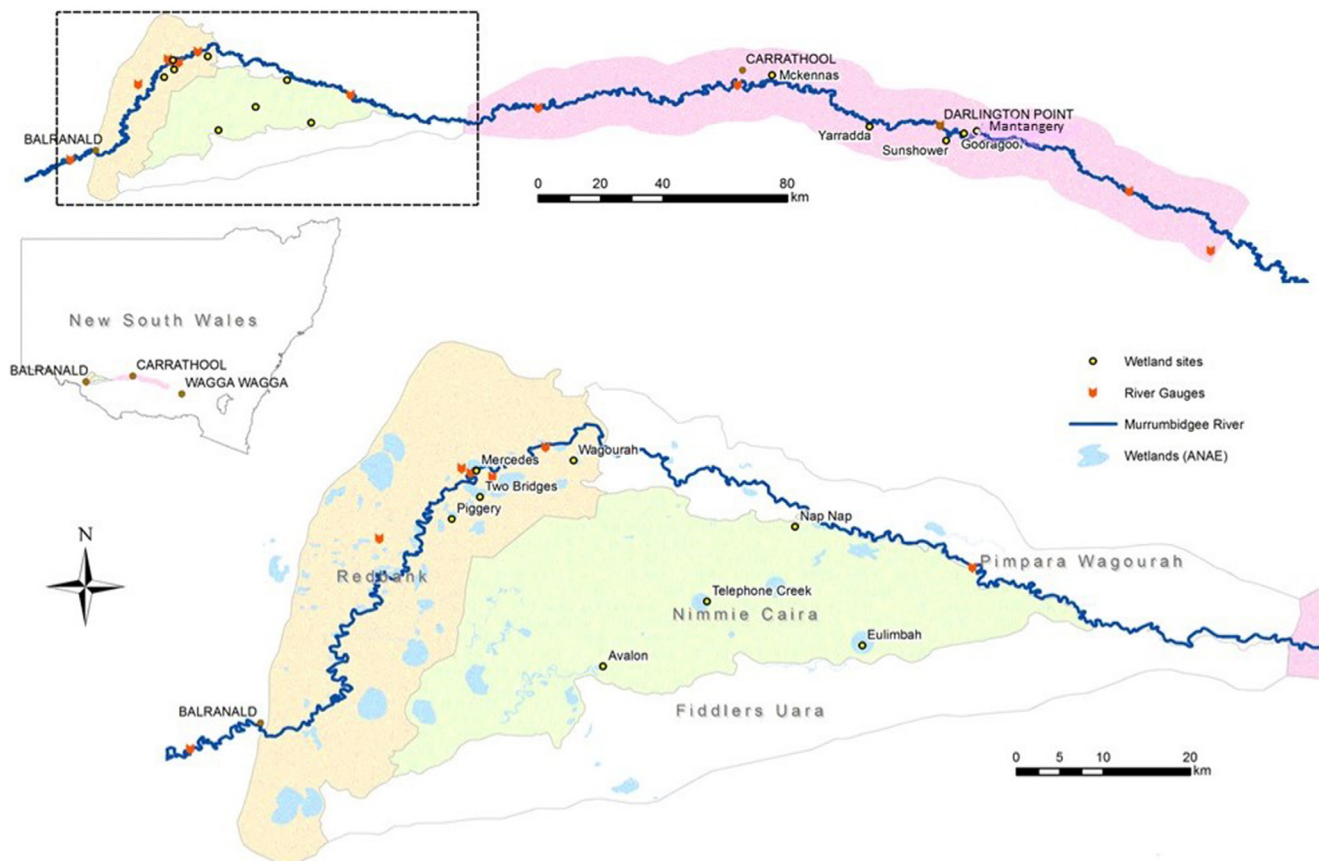 CARRATHOOL
Mckennas
BALRANALD
DARLINGTON POINT
Mantangery
Yarradda
Sunshower
Gooragool
0 20 40 80
km
New South Wales
BALRANALD
CARRATHOOL
WAGGA WAGGA
Wetland sites
River Gauges
Murrumbidgee River
Wetlands (ANAE)
Mercedes
Wagourah
Two Bridges
Piggery
Nap Nap
N
Redbank
Pimpara Wagourah
Telephone Creek
Nimmie Caira
Eulimbah
Avalon
Fiddlers Uara
BALRANALD
0 5 10 20
km